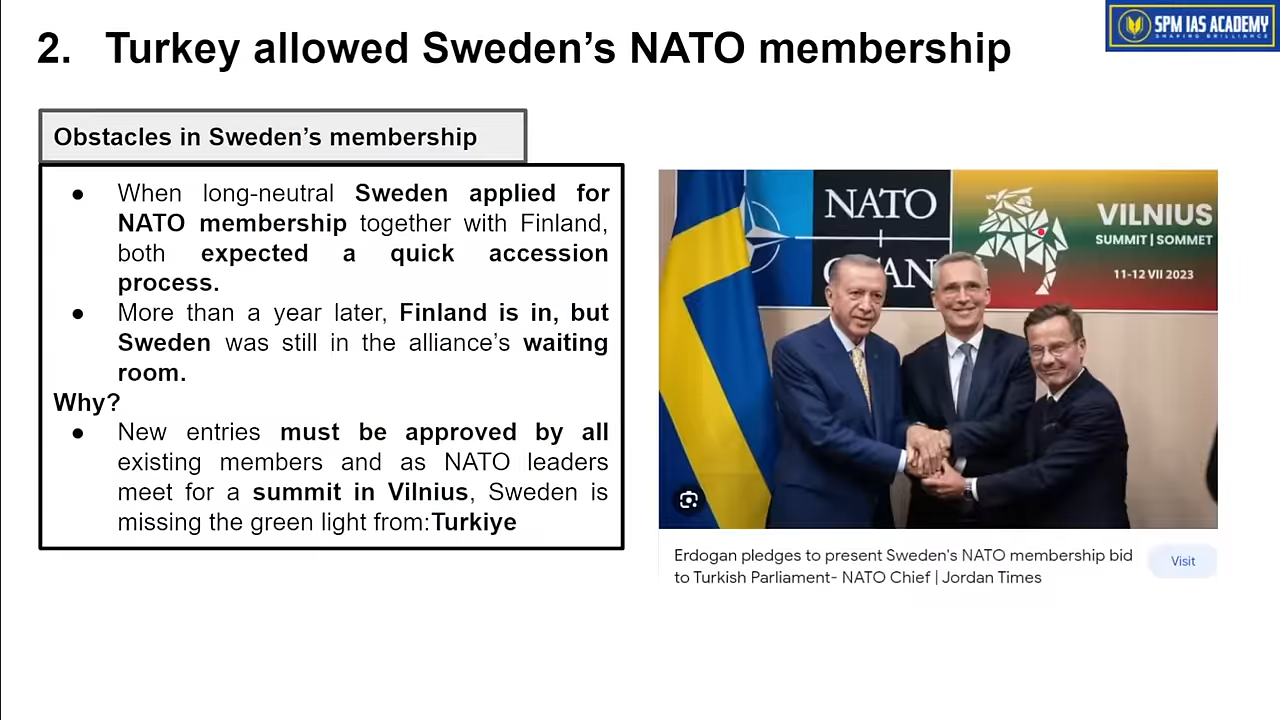 2. Turkey allowed Sweden's NATO membership
SPM IAS ACADEMY
SHAPING BRILLIANCE
Obstacles in Sweden's membership
● When long-neutral Sweden applied for
NATO membership together with Finland,
both expected a quick accession
process.
● More than a year later, Finland is in, but
Sweden was still in the alliance's waiting
room.
Why?
● New entries must be approved by all
existing members and as NATO leaders
meet for a summit in Vilnius, Sweden is
missing the green light from:Turkiye
NATO
OTAN
VILNIUS
SUMMIT | SOMMET
11-12 VII 2023
Erdogan pledges to present Sweden's NATO membership bid
to Turkish Parliament- NATO Chief | Jordan Times
Visit